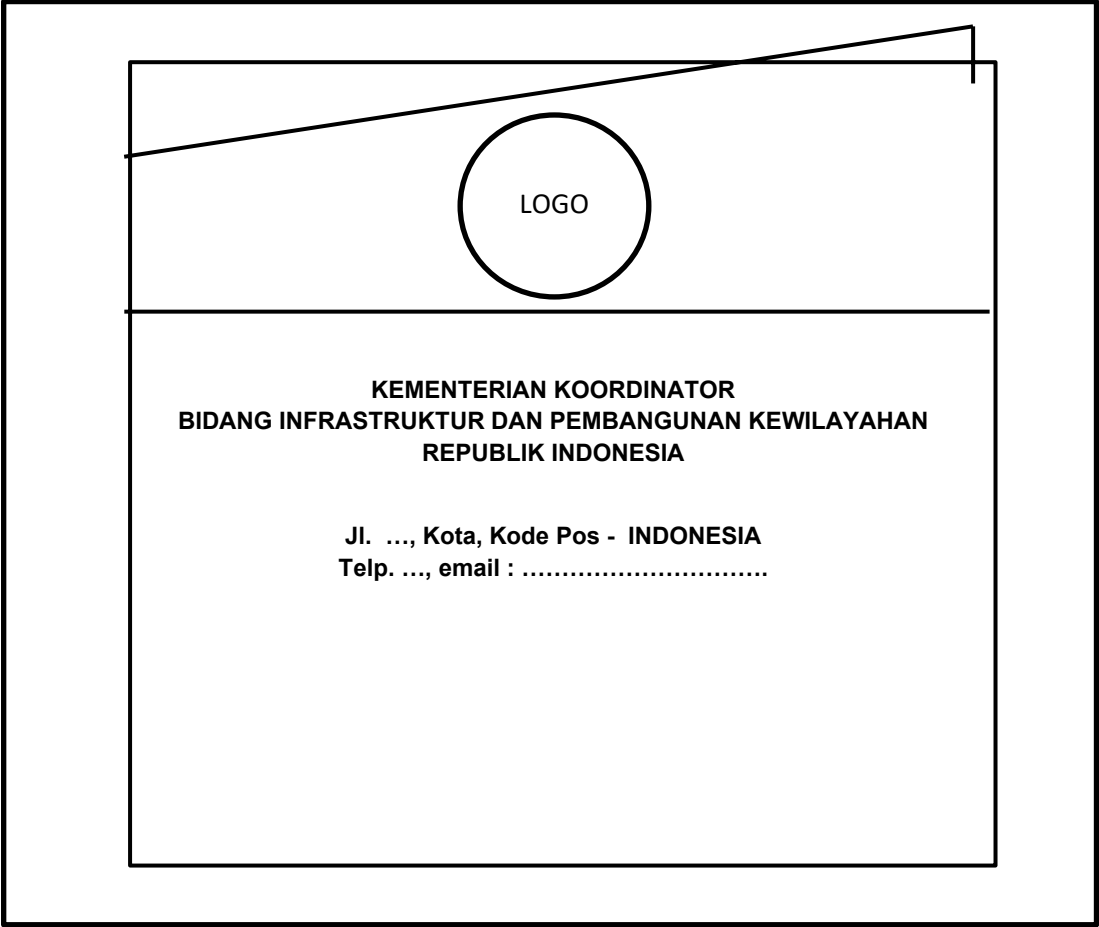 LOGO
KEMENTERIAN KOORDINATOR
BIDANG INFRASTRUKTUR DAN PEMBANGUNAN KEWILAYAHAN
REPUBLIK INDONESIA
Jl. …, Kota, Kode Pos - INDONESIA
Telp. …, email : ………………………….